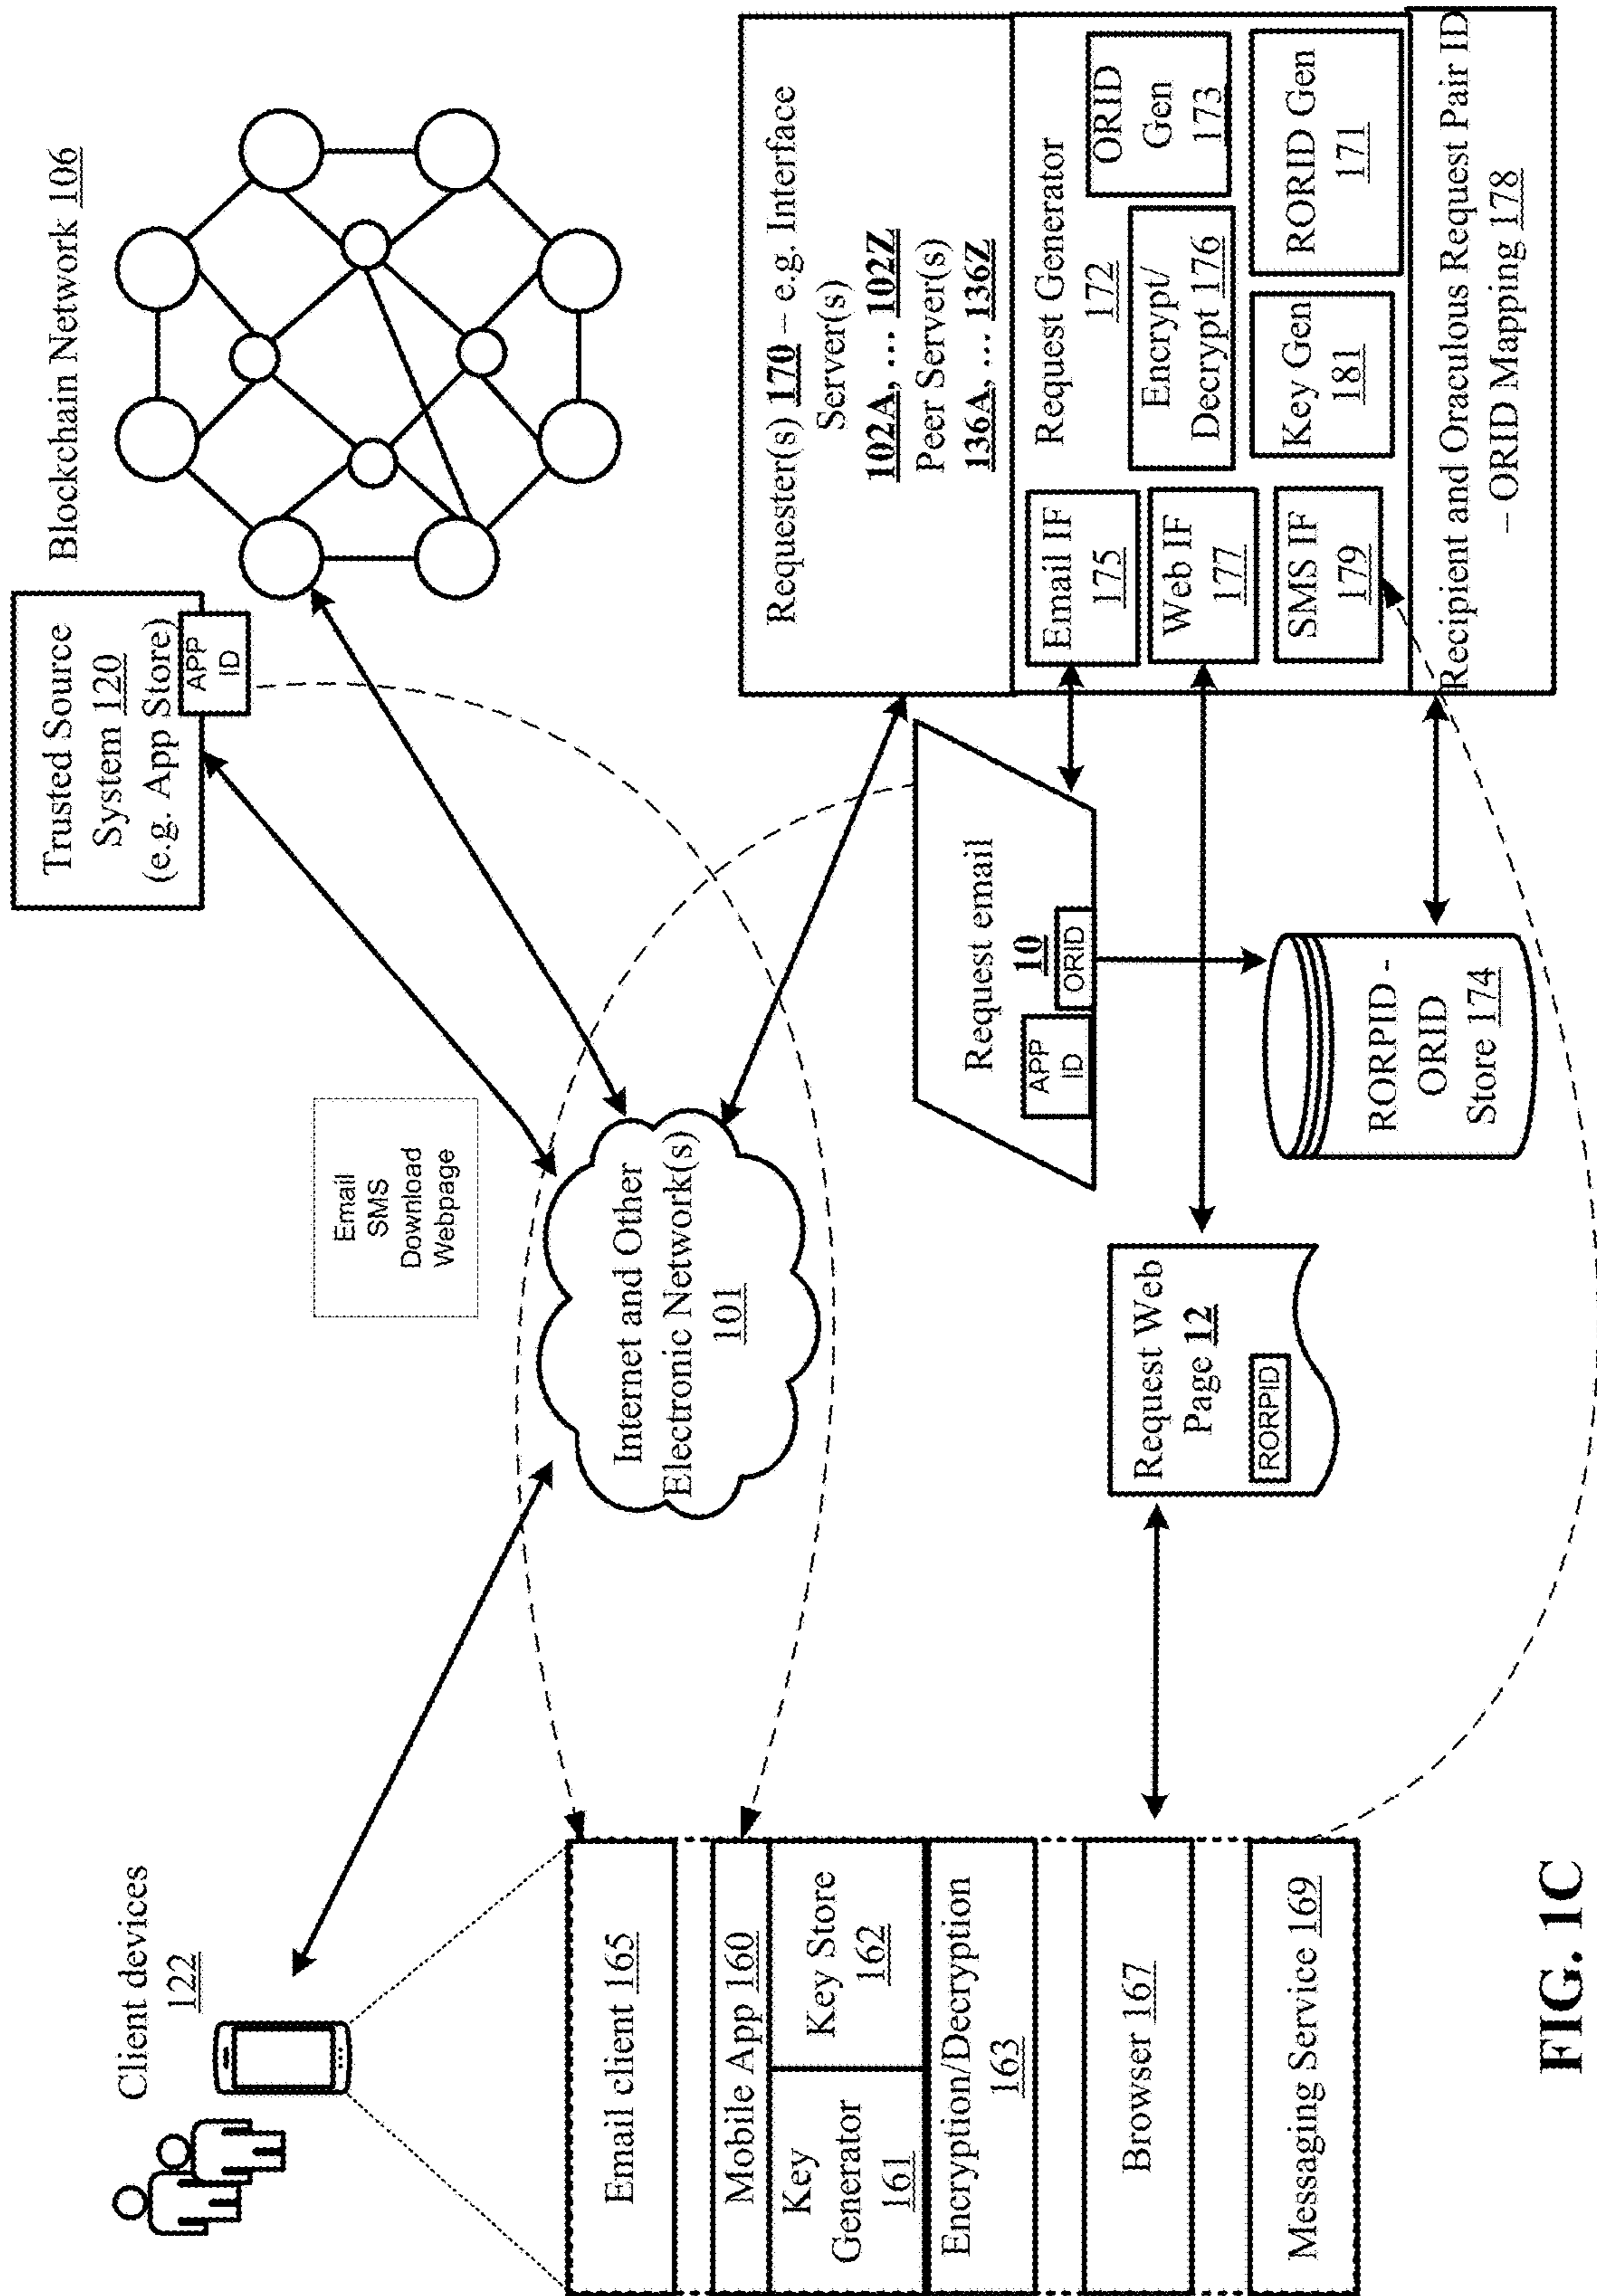 Client devices
122
Email client 165
Mobile App 160
Key
Generator
161
Key Store
162
Encryption/Decryption
163
Browser 167
Messaging Service 169
Email
SMS
Download
Webpage
Internet and Other
Electronic Network(s)
101
Trusted Source
System 120
(e.g. App Store)
APP
ID
Blockchain Network 106
Request Web
Page 12
RORPID
Request email
10
APP
ID
ORID
RORPID -
ORID
Store 174
Requester(s) 170 – e.g. Interface
Server(s)
102A, … 102Z
Peer Server(s)
136A, … 136Z
Request Generator
172
Email IF
175
Web IF
177
SMS IF
179
Encrypt/
Decrypt 176
ORID
Gen
173
Key Gen
181
RORID Gen
171
Recipient and Oraculous Request Pair ID
– ORID Mapping 178
FIG. 1C